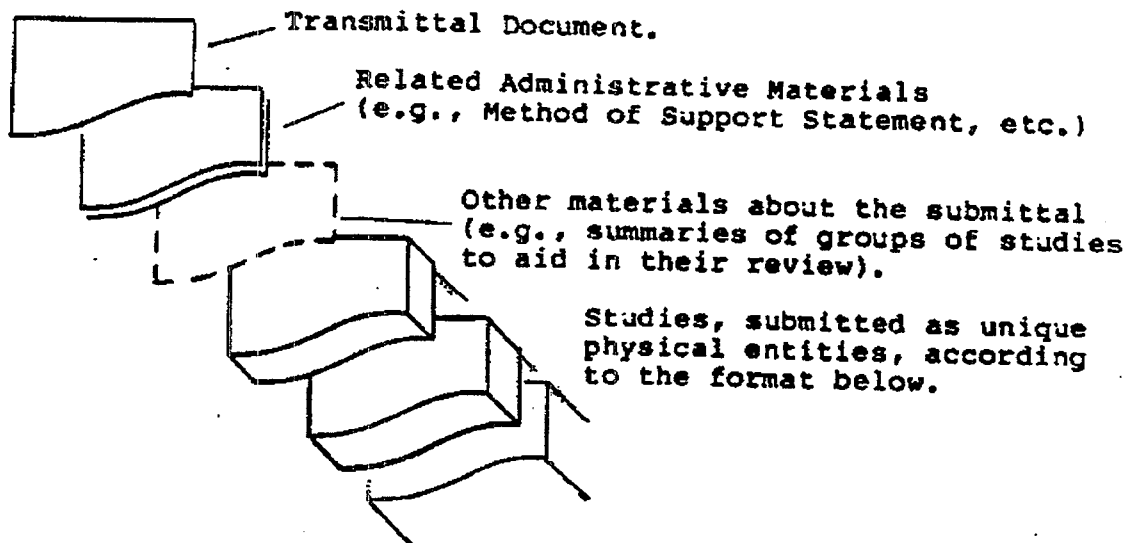 Transmittal Document.
Related Administrative Materials
(e.g., Method of Support Statement, etc.)
Other materials about the submittal
(e.g., summaries of groups of studies
to aid in their review).
Studies, submitted as unique
physical entities, according
to the format below.